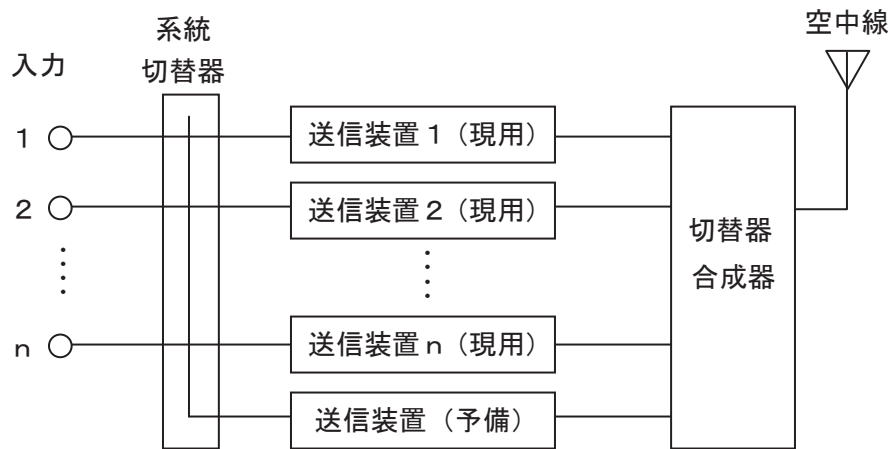 系統
切替器
空中線
入力
1
送信装置1（現用）
2
送信装置2（現用）
切替器
合成器
n
送信装置n（現用）
送信装置（予備）